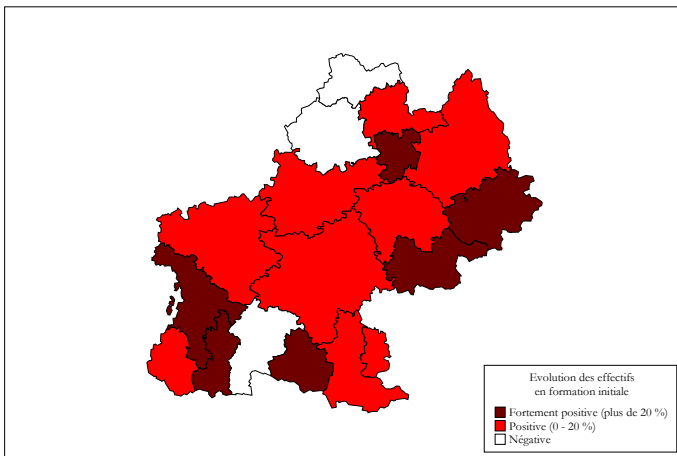 Evolution des effectifs
en formation initiale
Fortement positive (plus de 20 %)
Positive (0 - 20 %)
Négative